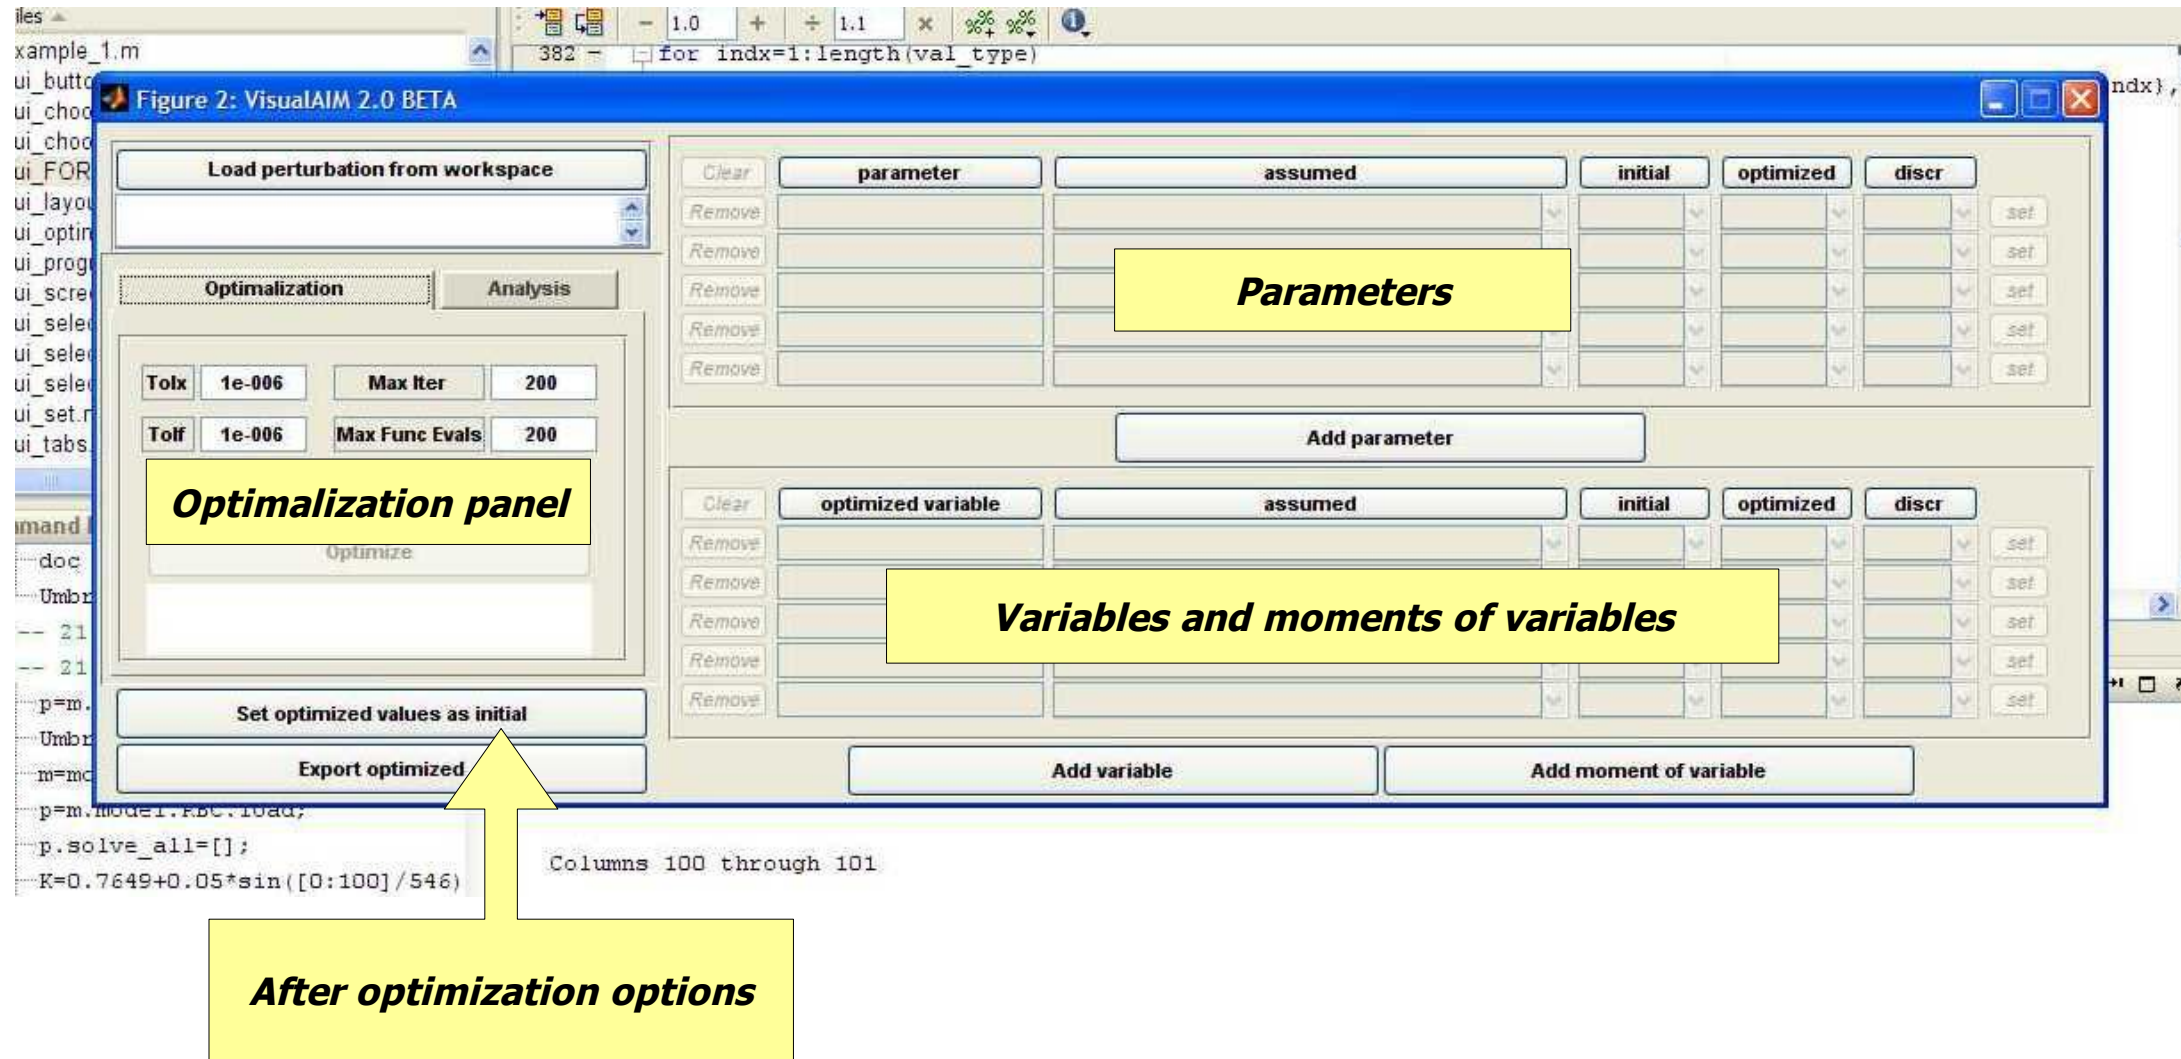 iles
1.0 + ÷ 1.1 ×
xample_1.m
382 - for indx=1:length(val_type)
ui_butto
ndx},
Figure 2: VisualAIM 2.0 BETA
ui_choo
ui_choo
ui_FOR
ui_layou
ui_optim
ui_progr
ui_scree
ui_selec
ui_selec
ui_selec
ui_set.m
ui_tabs.
Load perturbation from workspace
Optimalization Analysis
Tolx 1e-006 Max Iter 200
Tolf 1e-006 Max Func Evals 200
Optimalization panel
Optimize
Set optimized values as initial
Export optimized
Clear parameter assumed initial optimized discr
Remove set
Remove set
Parameters
Remove set
Remove set
Remove set
Add parameter
Clear optimized variable assumed initial optimized discr
Remove set
Remove set
Variables and moments of variables
Remove set
Remove set
Remove set
Add variable Add moment of variable
mmand
doc
Umbr
-- 21
-- 21
p=m.
Umbr
m=mo
p=m.model.RBC.load;
p.solve_all=[];
K=0.7649+0.05*sin([0:100]/546)
Columns 100 through 101
After optimization options